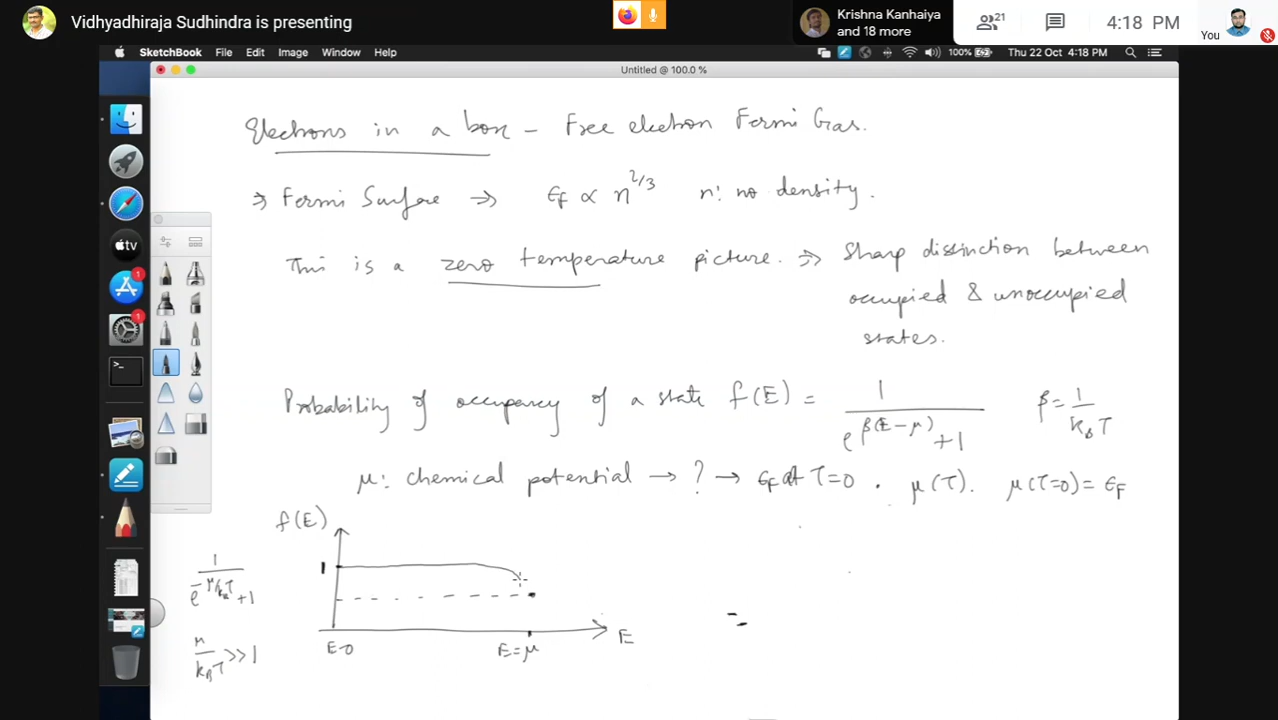 Vidhyadhiraja Sudhindra is presenting
Krishna Kanhaiya
and 18 more
21
4:18 PM
You
SketchBook File Edit Image Window Help
100% Thu 22 Oct 4:18 PM
Untitled @ 100.0 %
Electrons in a box - Free electron Fermi Gas.
⇒ Fermi Surface ⇒ ϵF ∝ n^2/3 n: no density.
This is a zero temperature picture. ⇒ Sharp distinction between
occupied & unoccupied
states.
Probability of occupancy of a state f(E) = 1 / (e^β(E-μ) + 1) β = 1 / kBT
μ: chemical potential → ? → ϵF at T=0 . μ(T). μ(T=0) = ϵF
f(E)
1
1 / (e^-μ/kBT + 1)
E=0 E=μ E
μ / kBT >> 1
tv
1
1